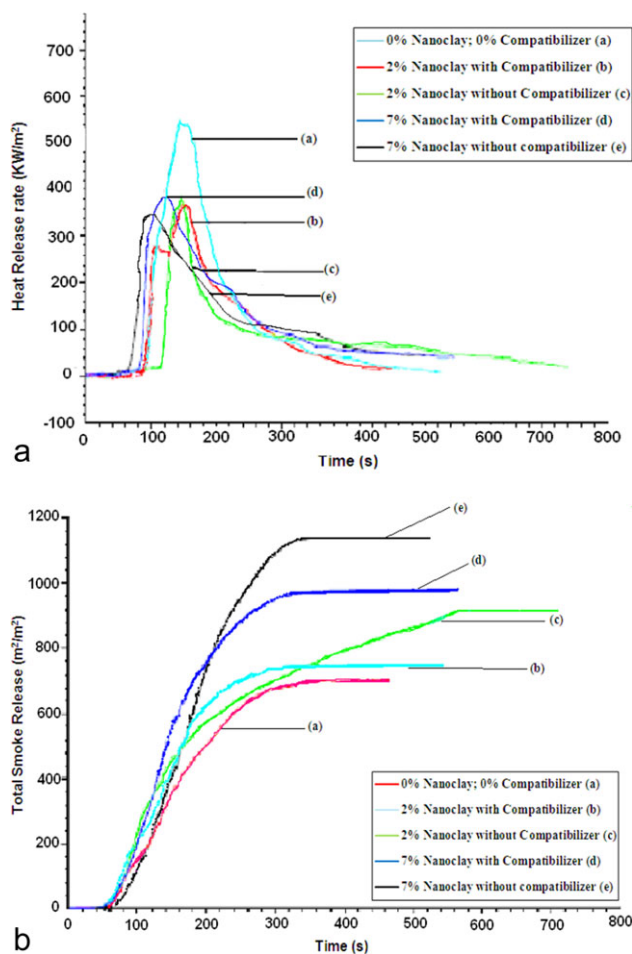 700
600
500
400
300
200
100
0
-100
Heat Release rate (KW/m²)
0% Nanoclay; 0% Compatibilizer (a)
2% Nanoclay with Compatibilizer (b)
2% Nanoclay without Compatibilizer (c)
7% Nanoclay with Compatibilizer (d)
7% Nanoclay without compatibilizer (e)
(a)
(d)
(b)
(c)
(e)
0 100 200 300 400 500 600 700 800
Time (s)
a
1200
1000
800
600
400
200
0
Total Smoke Release (m²/m²)
(e)
(d)
(c)
(b)
(a)
0% Nanoclay; 0% Compatibilizer (a)
2% Nanoclay with Compatibilizer (b)
2% Nanoclay without Compatibilizer (c)
7% Nanoclay with Compatibilizer (d)
7% Nanoclay without compatibilizer (e)
0 100 200 300 400 500 600 700 800
Time (s)
b